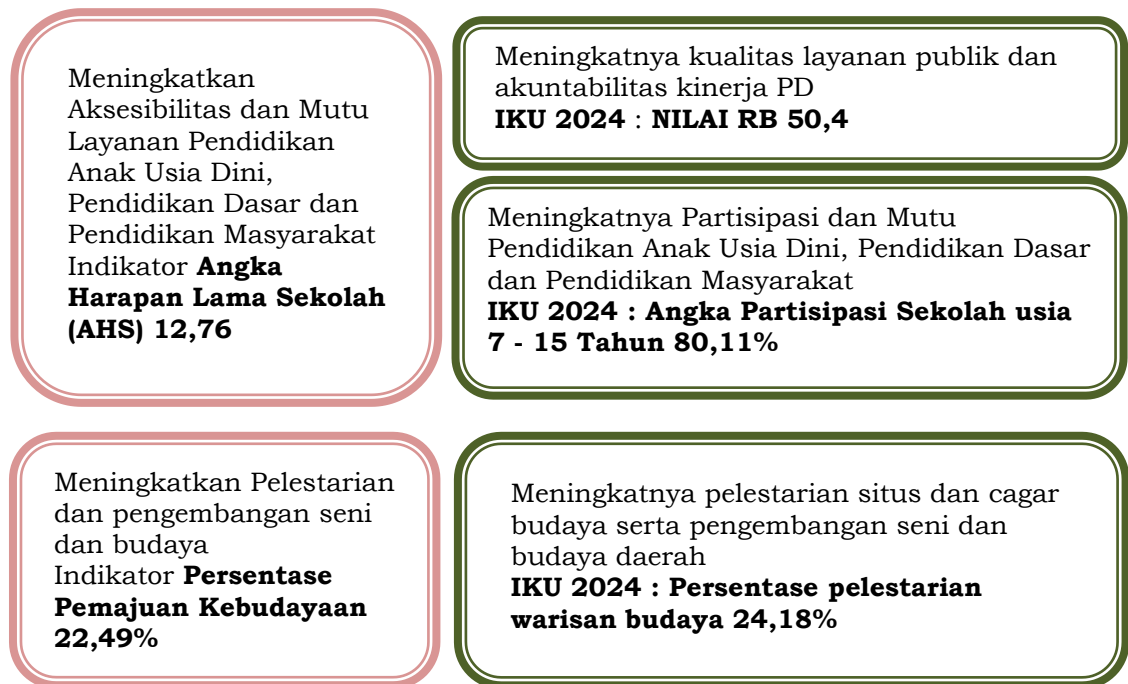 Meningkatkan
Aksesibilitas dan Mutu
Layanan Pendidikan
Anak Usia Dini,
Pendidikan Dasar dan
Pendidikan Masyarakat
Indikator Angka
Harapan Lama Sekolah
(AHS) 12,76
Meningkatnya kualitas layanan publik dan
akuntabilitas kinerja PD
IKU 2024 : NILAI RB 50,4
Meningkatnya Partisipasi dan Mutu
Pendidikan Anak Usia Dini, Pendidikan Dasar
dan Pendidikan Masyarakat
IKU 2024 : Angka Partisipasi Sekolah usia
7 - 15 Tahun 80,11%
Meningkatkan Pelestarian
dan pengembangan seni
dan budaya
Indikator Persentase
Pemajuan Kebudayaan
22,49%
Meningkatnya pelestarian situs dan cagar
budaya serta pengembangan seni dan
budaya daerah
IKU 2024 : Persentase pelestarian
warisan budaya 24,18%